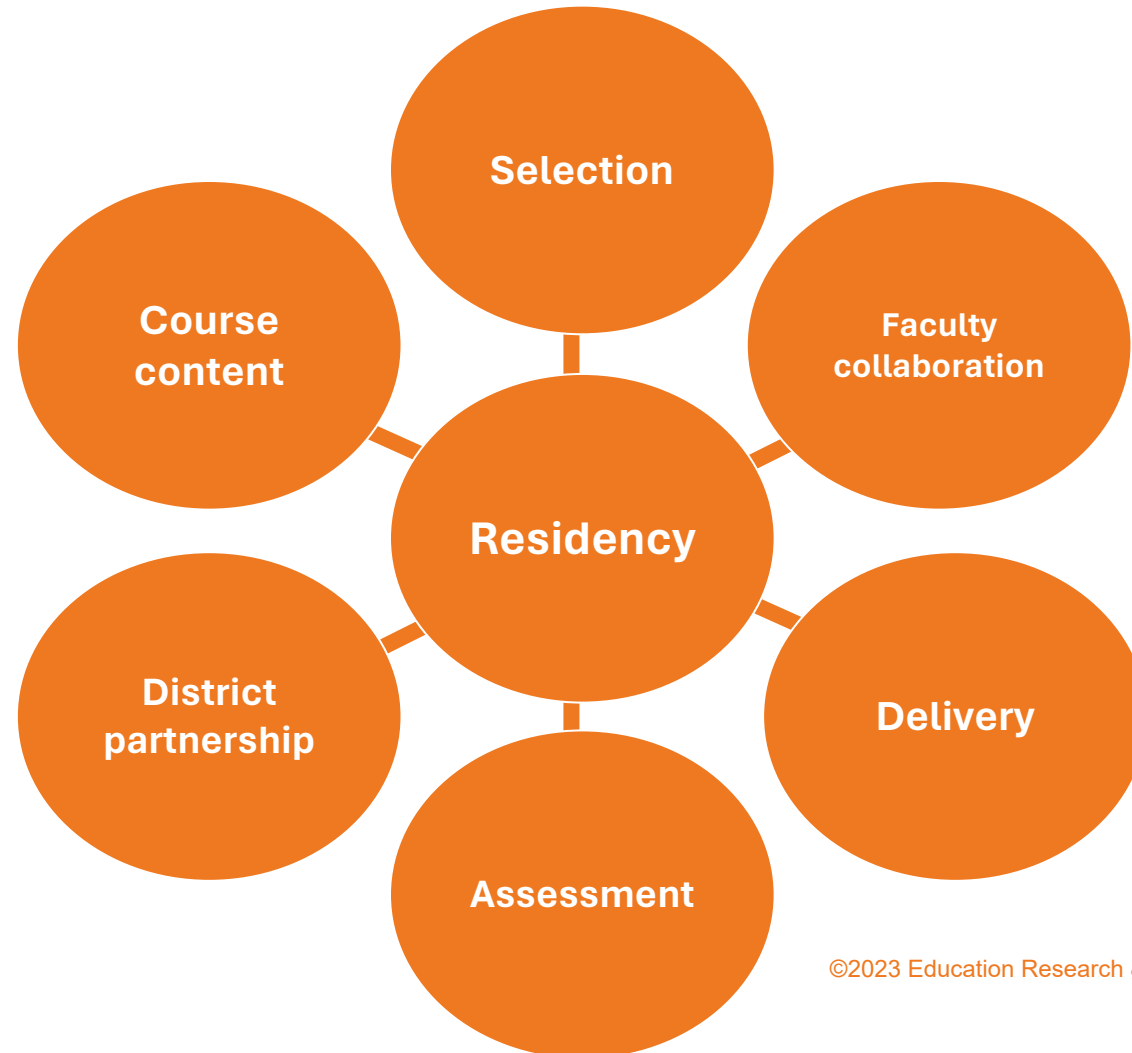 Selection
Course
content
Faculty
collaboration
Residency
District
partnership
Delivery
Assessment
©2023 Education Research